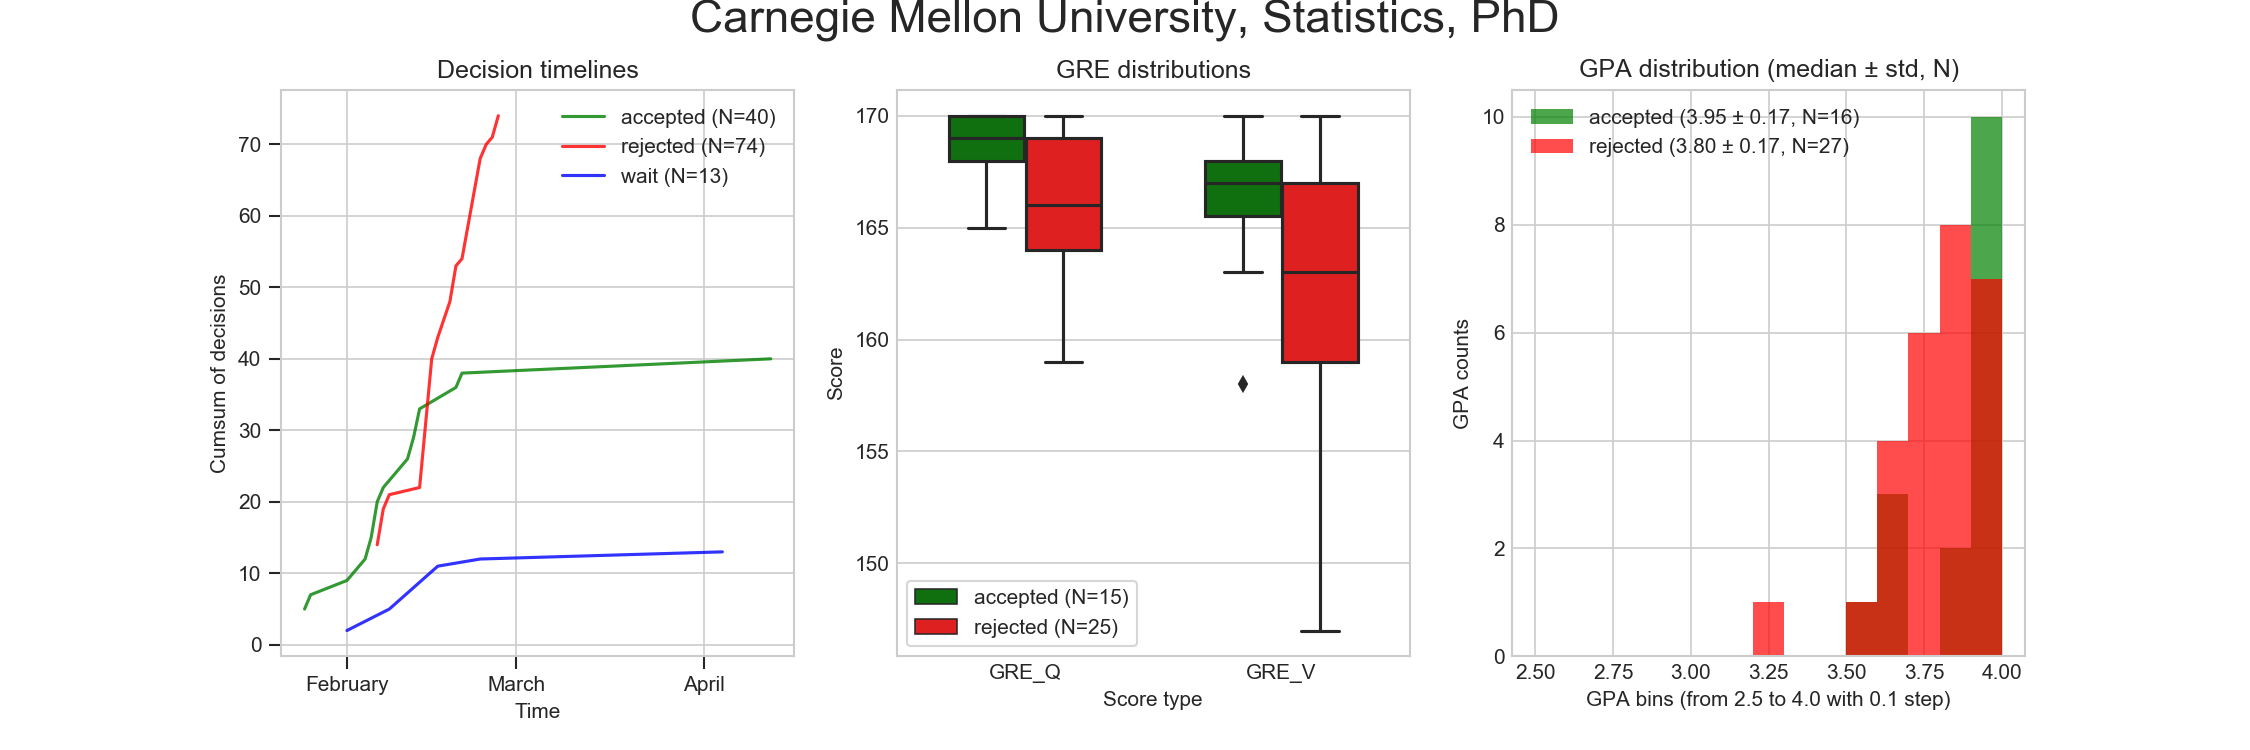 Carnegie Mellon University, Statistics, PhD
Decision timelines
accepted (N=40)
rejected (N=74)
wait (N=13)
70
60
50
40
30
20
10
0
Cumsum of decisions
February March April
Time
GRE distributions
170
165
160
155
150
Score
accepted (N=15)
rejected (N=25)
GRE_Q GRE_V
Score type
GPA distribution (median ± std, N)
accepted (3.95 ± 0.17, N=16)
rejected (3.80 ± 0.17, N=27)
10
8
6
4
2
0
GPA counts
2.50 2.75 3.00 3.25 3.50 3.75 4.00
GPA bins (from 2.5 to 4.0 with 0.1 step)